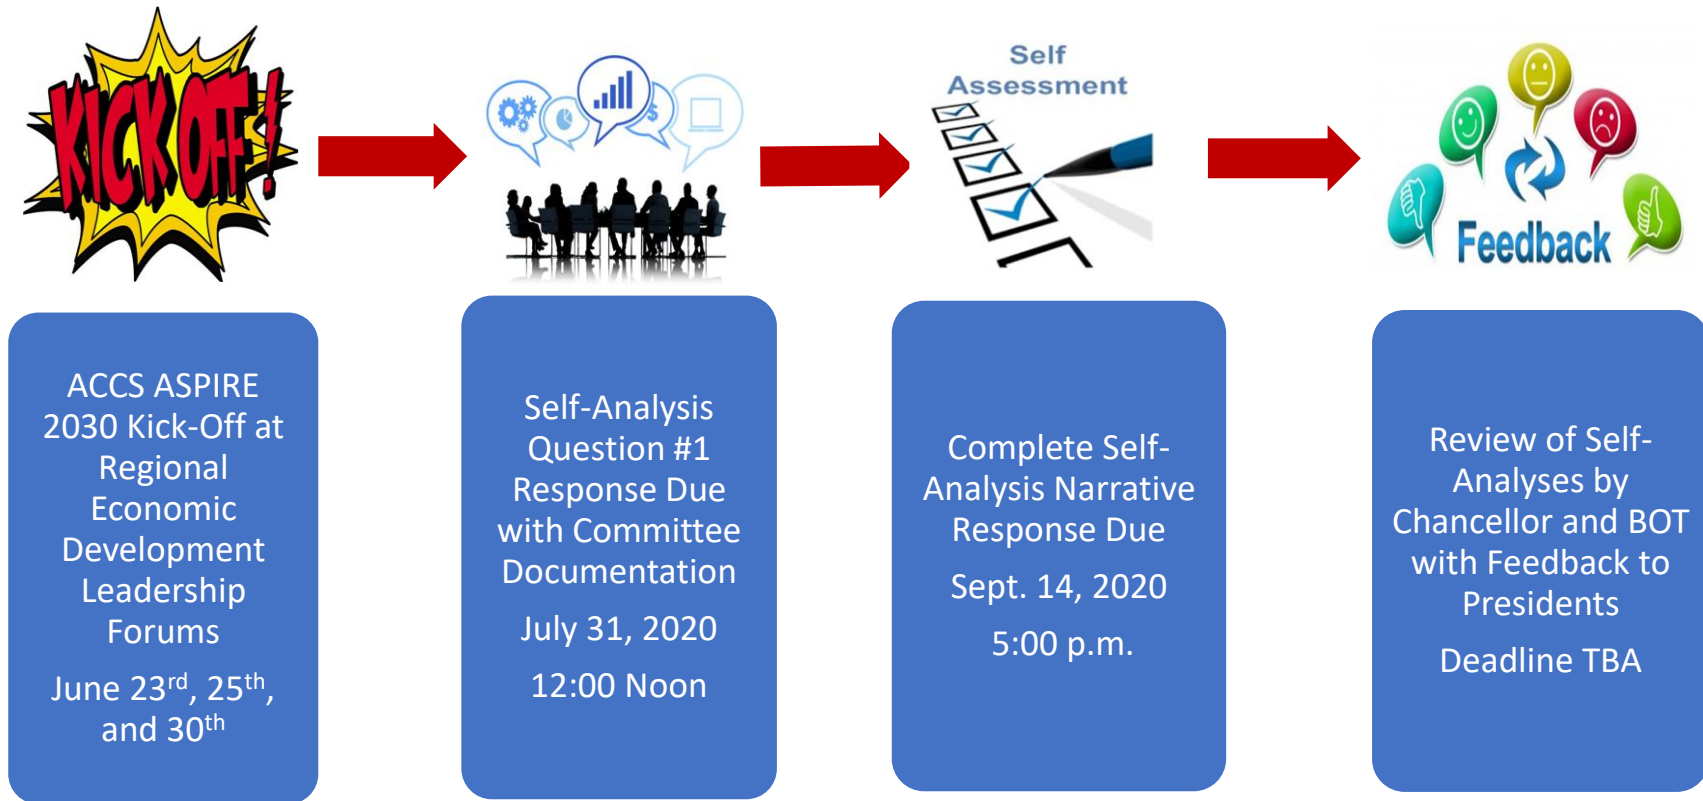 KICK OFF!
Self
Assessment
Feedback
ACCS ASPIRE
2030 Kick-Off at
Regional
Economic
Development
Leadership
Forums
June 23rd, 25th,
and 30th
Self-Analysis
Question #1
Response Due
with Committee
Documentation
July 31, 2020
12:00 Noon
Complete Self-
Analysis Narrative
Response Due
Sept. 14, 2020
5:00 p.m.
Review of Self-
Analyses by
Chancellor and BOT
with Feedback to
Presidents
Deadline TBA